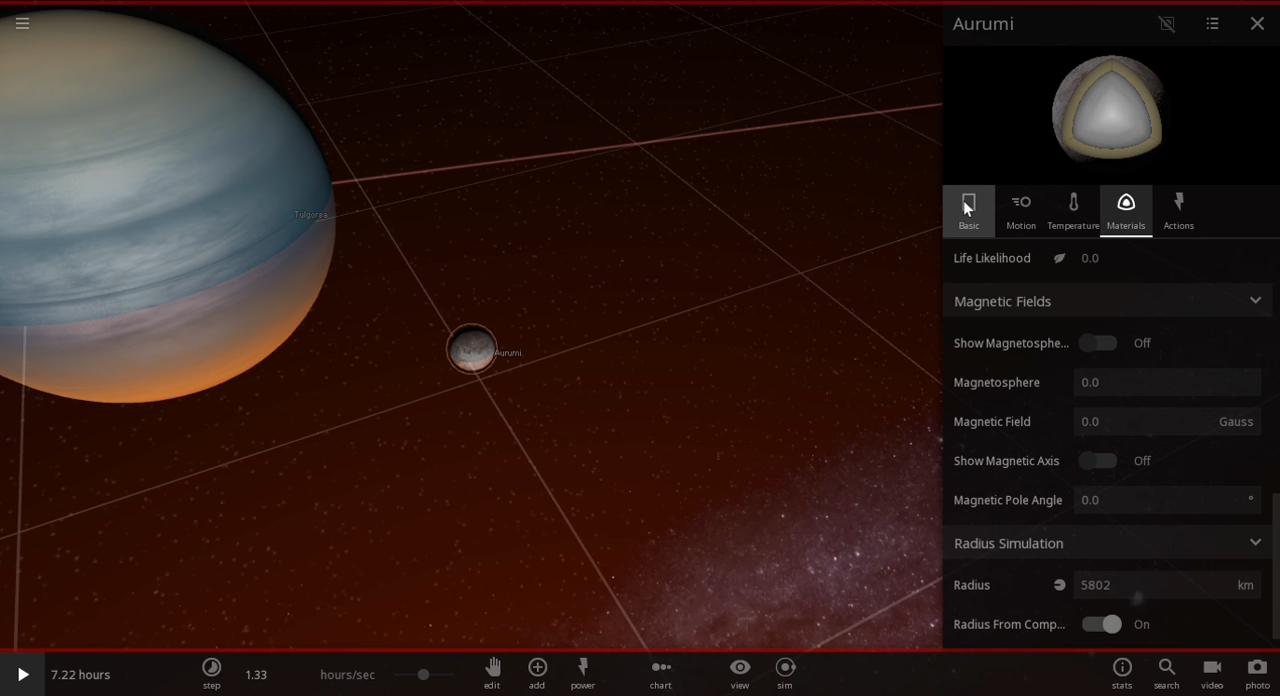 Aurumi
Tulgorea
Aurumi
Basic
Motion
Temperature
Materials
Actions
Life Likelihood 0.0
Magnetic Fields
Show Magnetosphe... Off
Magnetosphere 0.0
Magnetic Field 0.0 Gauss
Show Magnetic Axis Off
Magnetic Pole Angle 0.0 °
Radius Simulation
Radius 5802 km
Radius From Comp... On
7.22 hours
step
1.33 hours/sec
edit
add
power
chart
view
sim
stats
search
video
photo